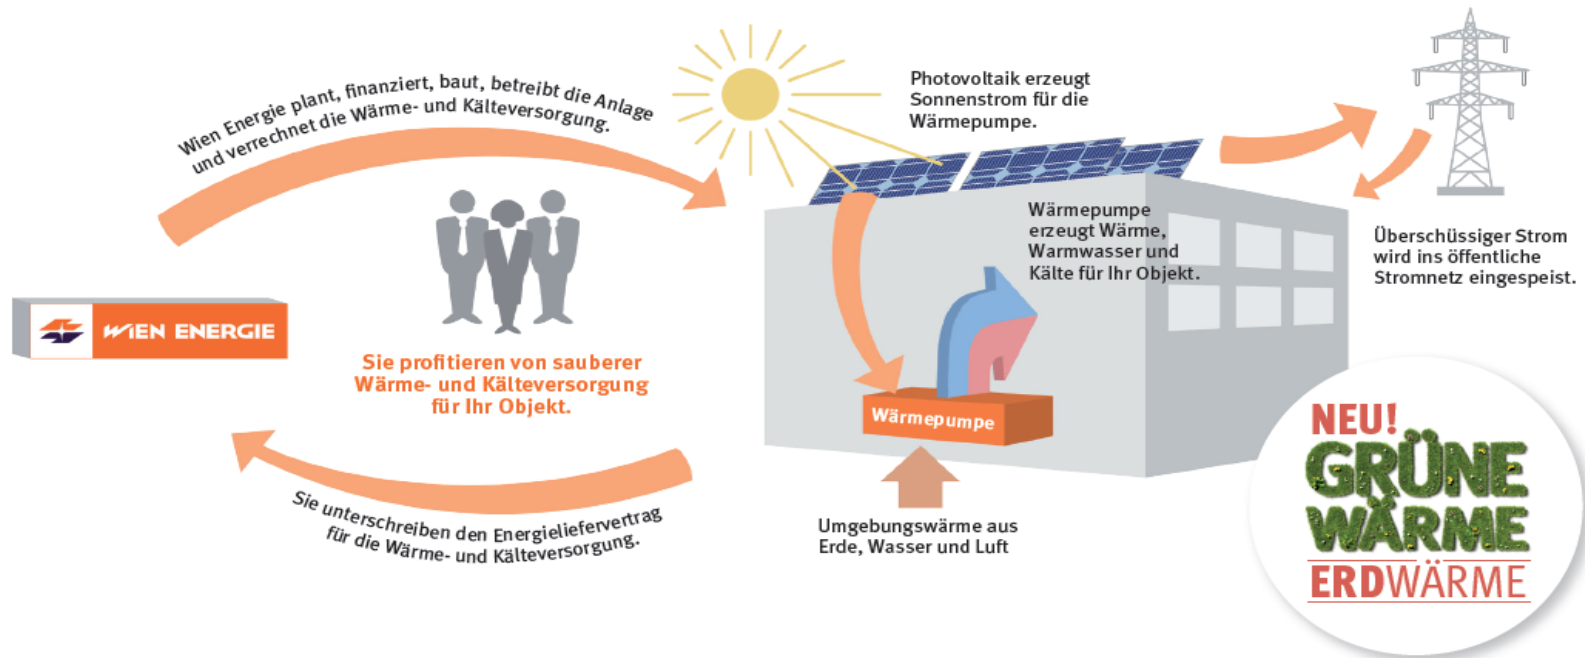 Wien Energie plant, finanziert, baut, betreibt die Anlage
und verrechnet die Wärme- und Kälteversorgung.
Photovoltaik erzeugt
Sonnenstrom für die
Wärmepumpe.
Wärmepumpe
erzeugt Wärme,
Warmwasser und
Kälte für Ihr Objekt.
Überschüssiger Strom
wird ins öffentliche
Stromnetz eingespeist.
WIEN ENERGIE
Sie profitieren von sauberer
Wärme- und Kälteversorgung
für Ihr Objekt.
Wärmepumpe
Sie unterschreiben den Energieliefervertrag
für die Wärme- und Kälteversorgung.
Umgebungswärme aus
Erde, Wasser und Luft
NEU!
GRÜNE
WÄRME
ERDWÄRME